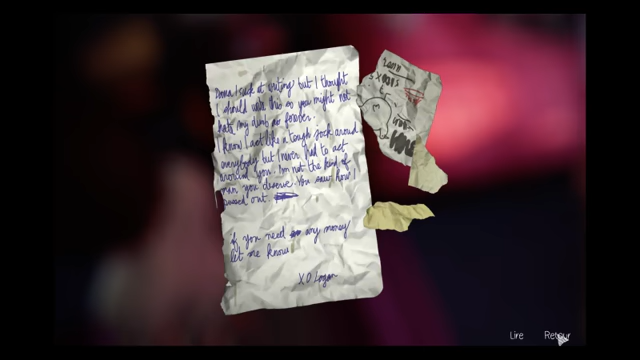 Dana I suck at writing but I thought
I should use this so you might not
hate my dumb ass forever.
I know I act like a tough jock around
everybody but I never had to act
around you. I'm not the kind of
man you deserve. You saw how I
passed out.
If you need any money
let me know
XO Logan
Lire Retour